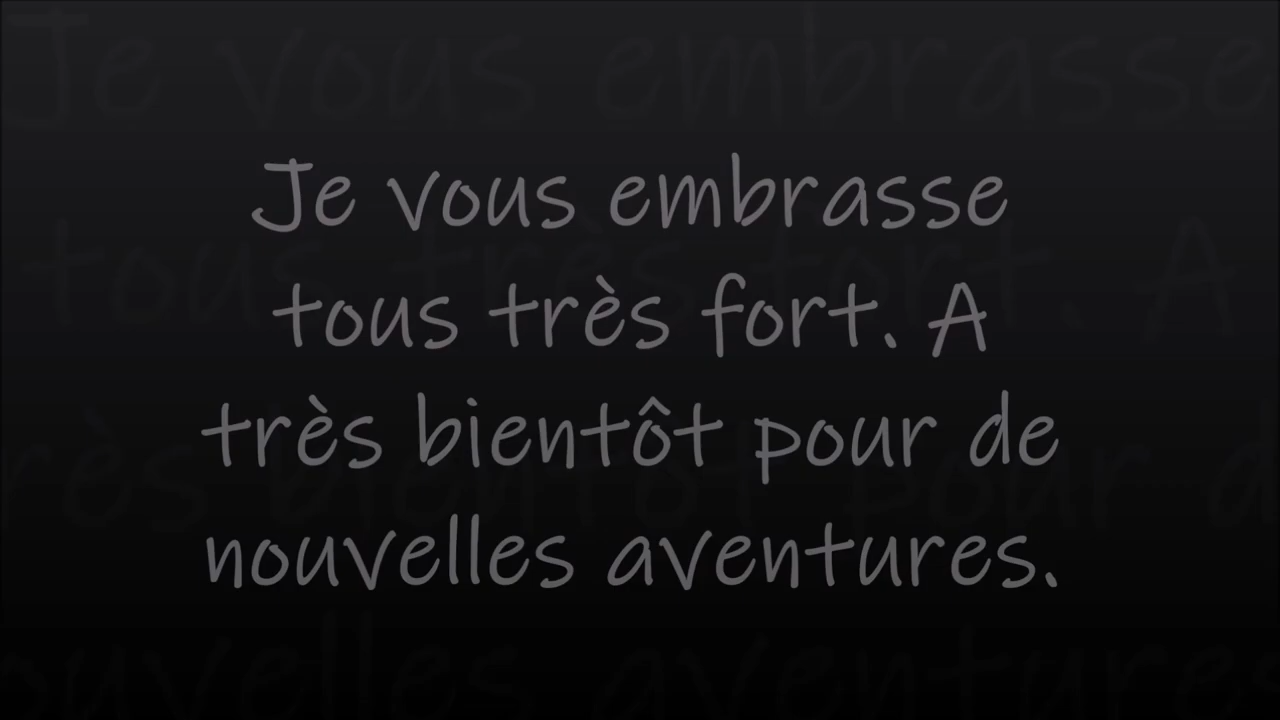 Je vous embrasse
tous très fort. A
très bientôt pour de
nouvelles aventures.